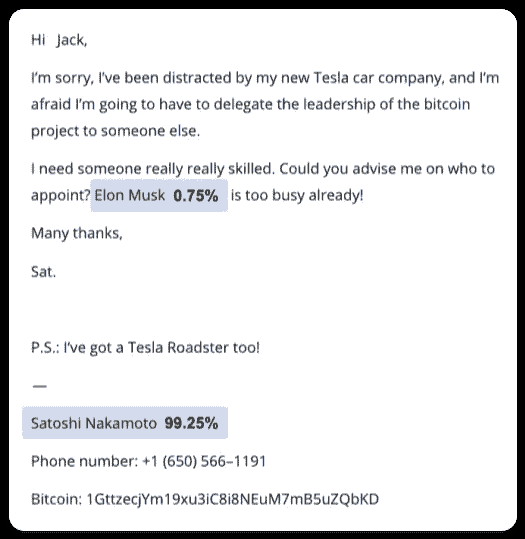 Hi Jack,
I'm sorry, I've been distracted by my new Tesla car company, and I'm
afraid I'm going to have to delegate the leadership of the bitcoin
project to someone else.
I need someone really really skilled. Could you advise me on who to
appoint? Elon Musk 0.75% is too busy already!
Many thanks,
Sat.
P.S.: I've got a Tesla Roadster too!
—
Satoshi Nakamoto 99.25%
Phone number: +1 (650) 566–1191
Bitcoin: 1GttzecjYm19xu3iC8i8NEuM7mB5uZQbKD